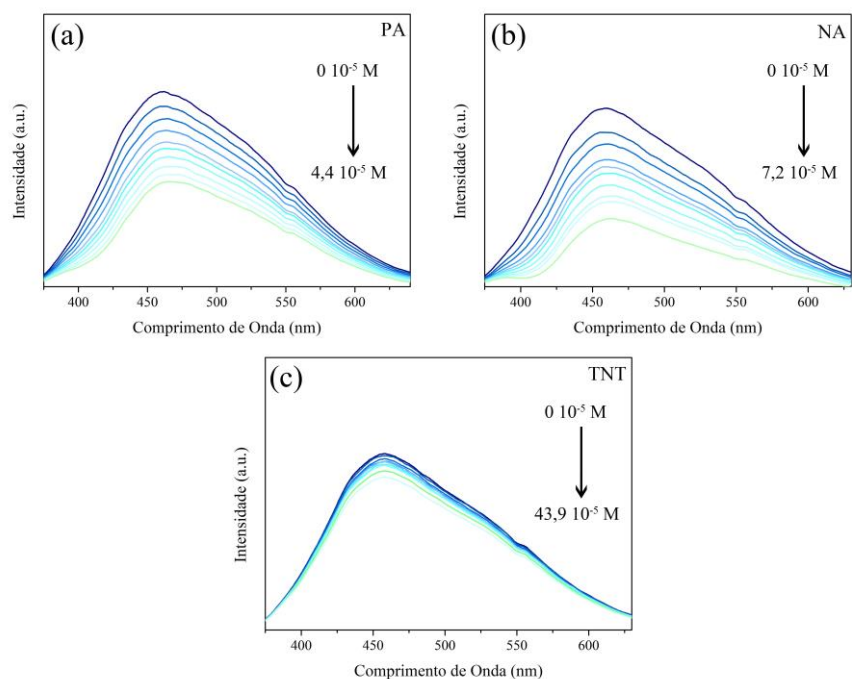 (a)
PA
0 10⁻⁵ M
4,4 10⁻⁵ M
Intensidade (a.u.)
400 450 500 550 600
Comprimento de Onda (nm)
(b)
NA
0 10⁻⁵ M
7,2 10⁻⁵ M
Intensidade (a.u.)
400 450 500 550 600
Comprimento de Onda (nm)
(c)
TNT
0 10⁻⁵ M
43,9 10⁻⁵ M
Intensidade (a.u.)
400 450 500 550 600
Comprimento de Onda (nm)